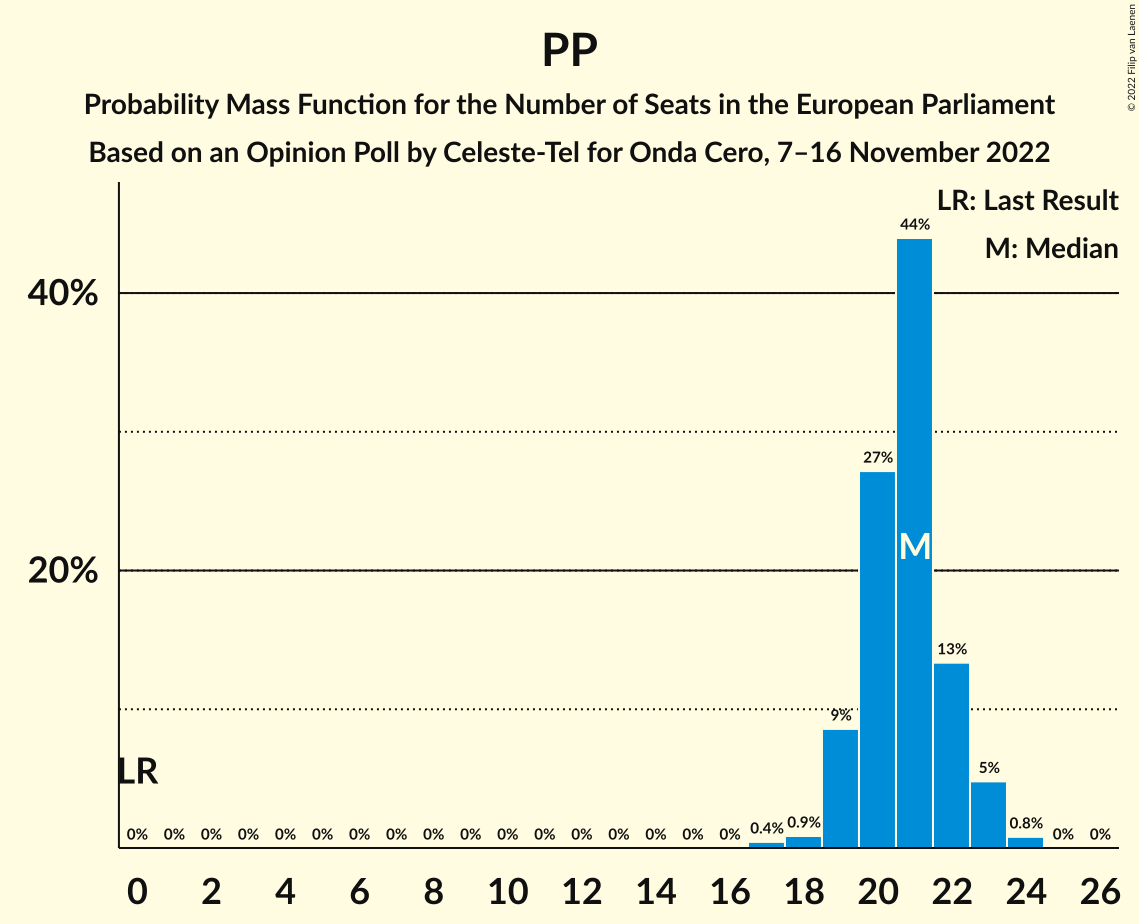 PP
Probability Mass Function for the Number of Seats in the European Parliament
Based on an Opinion Poll by Celeste-Tel for Onda Cero, 7–16 November 2022
© 2022 Filip van Laenen
LR: Last Result
M: Median
40%
20%
44%
27%
M
13%
9%
5%
LR
0% 0% 0% 0% 0% 0% 0% 0% 0% 0% 0% 0% 0% 0% 0% 0% 0% 0.4% 0.9% 0.8% 0% 0%
0 2 4 6 8 10 12 14 16 18 20 22 24 26